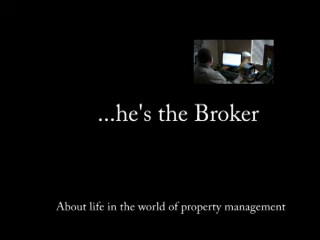 ...he's the Broker
About life in the world of property management